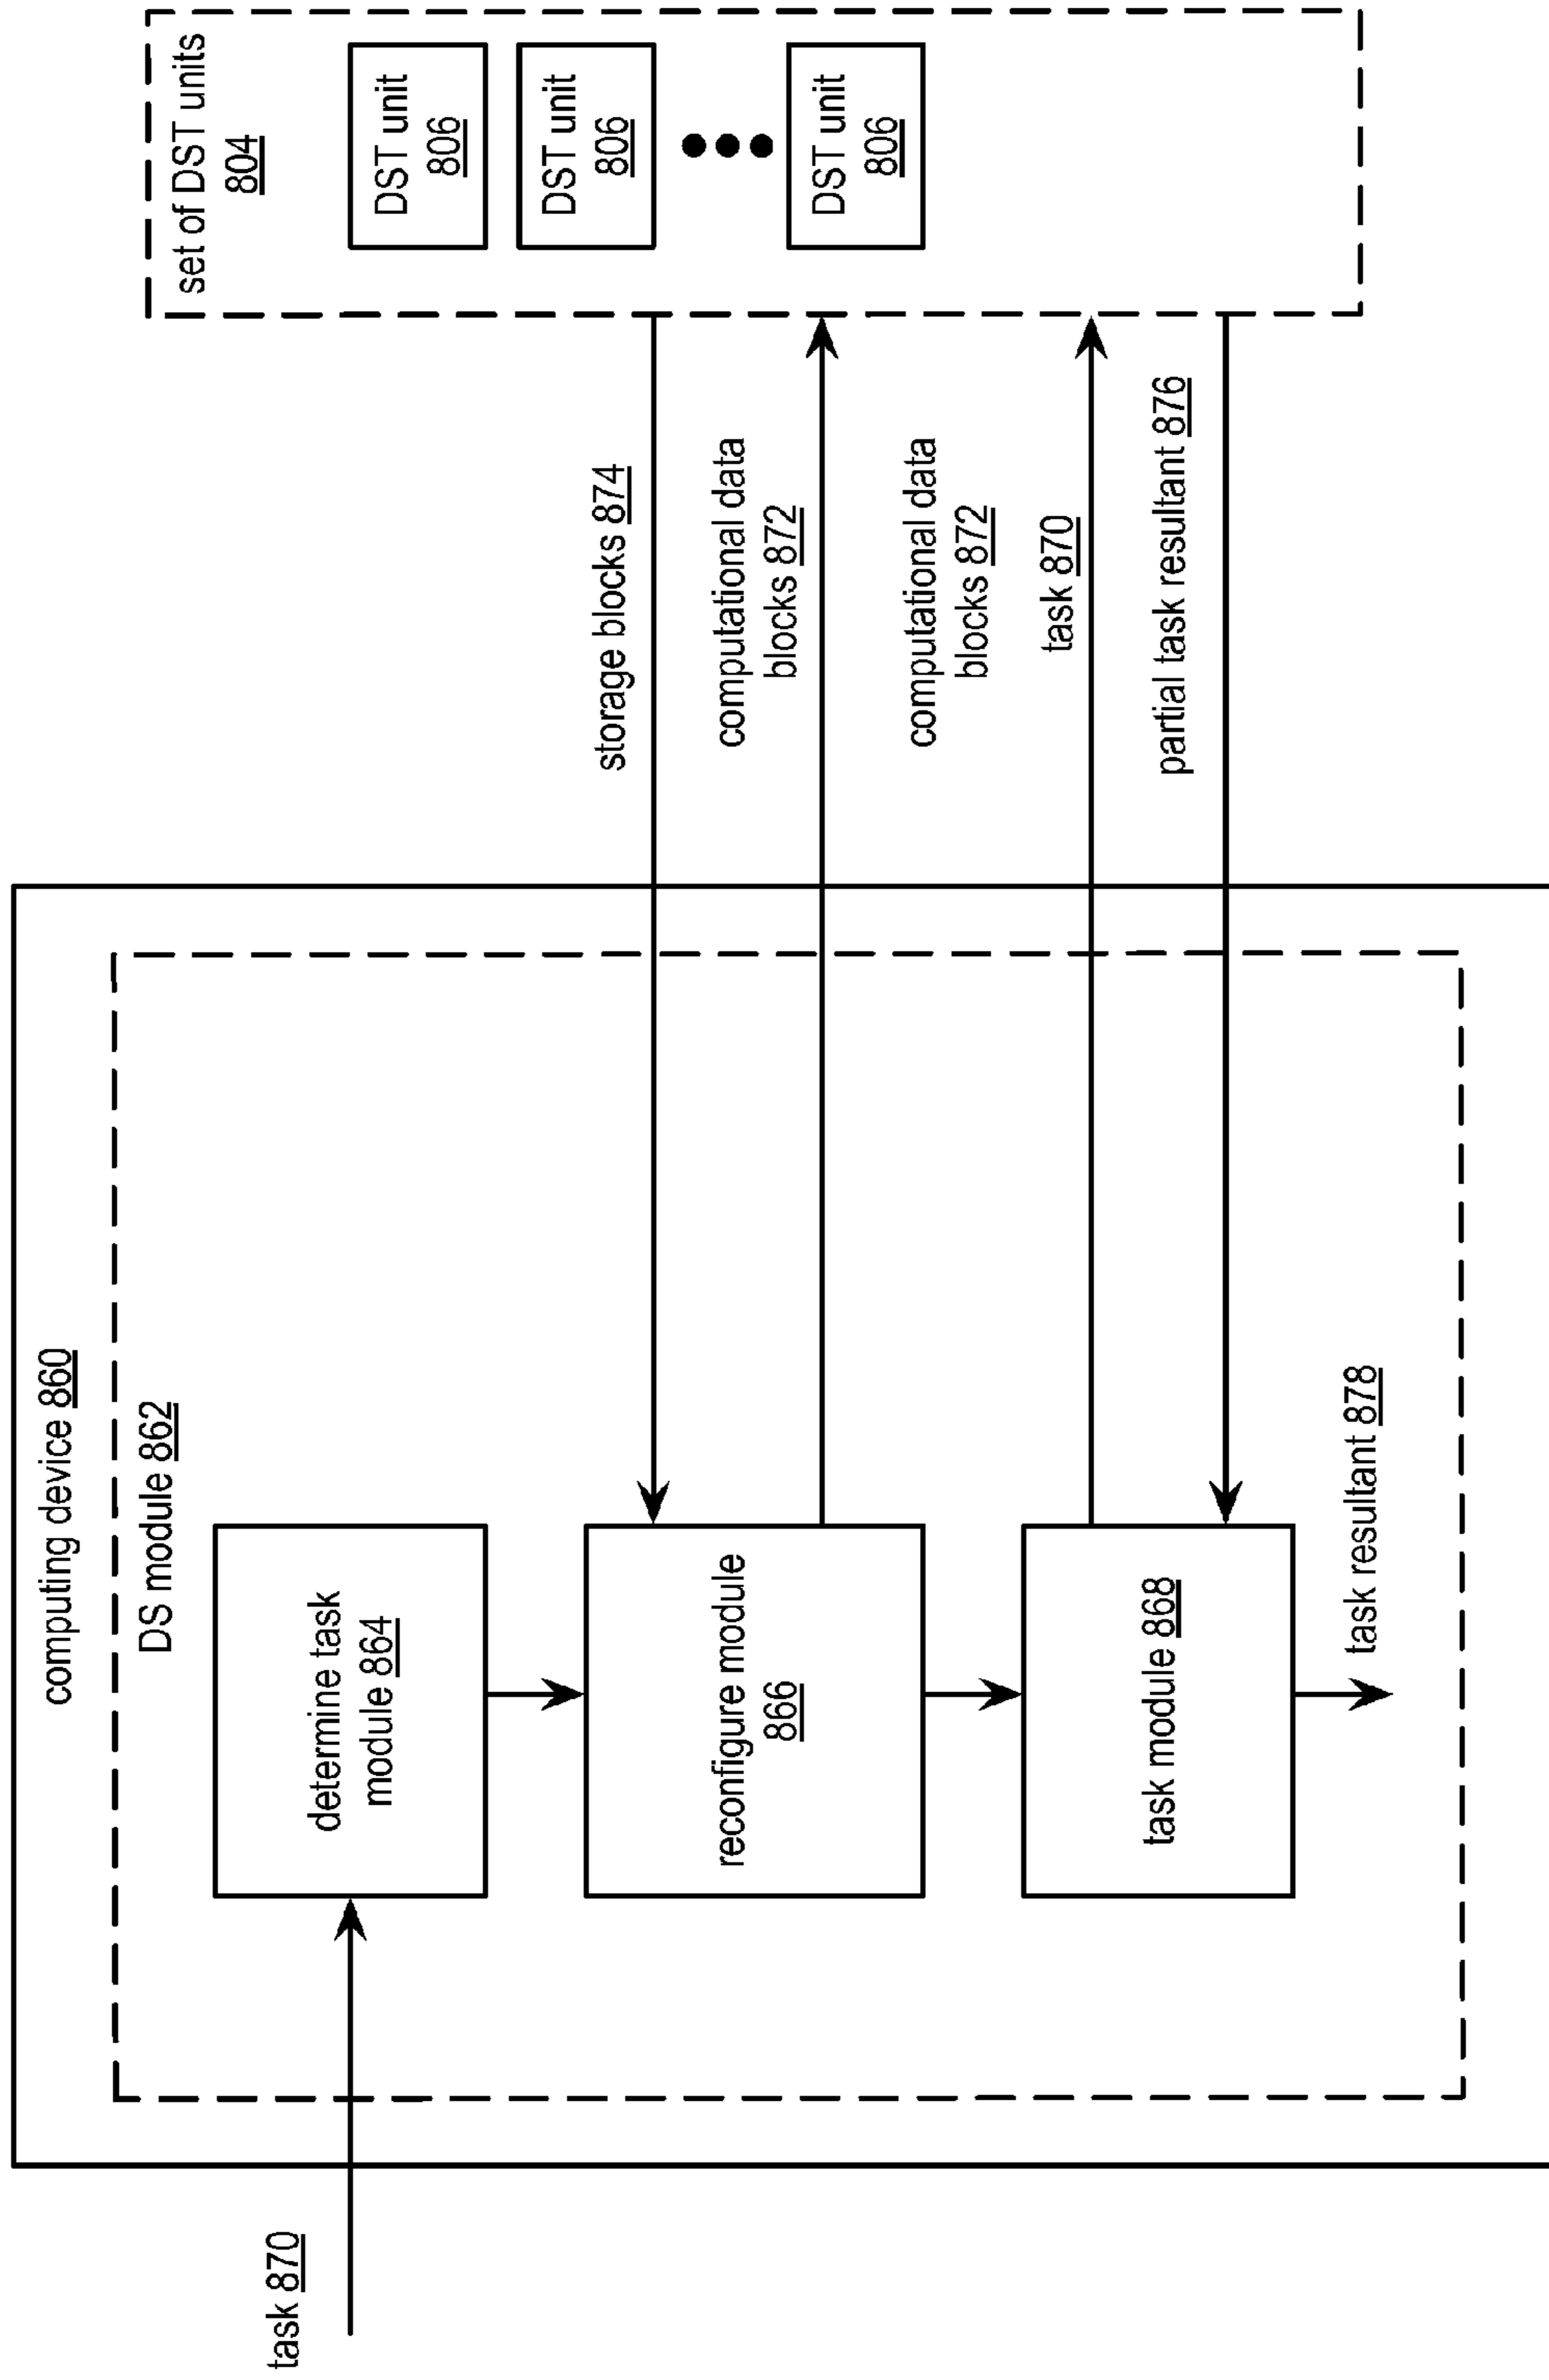 computing device 860
DS module 862
task 870
determine task
module 864
reconfigure module
866
task module 868
task resultant 878
storage blocks 874
computational data
blocks 872
computational data
blocks 872
task 870
partial task resultant 876
set of DST units
804
DST unit
806
DST unit
806
DST unit
806